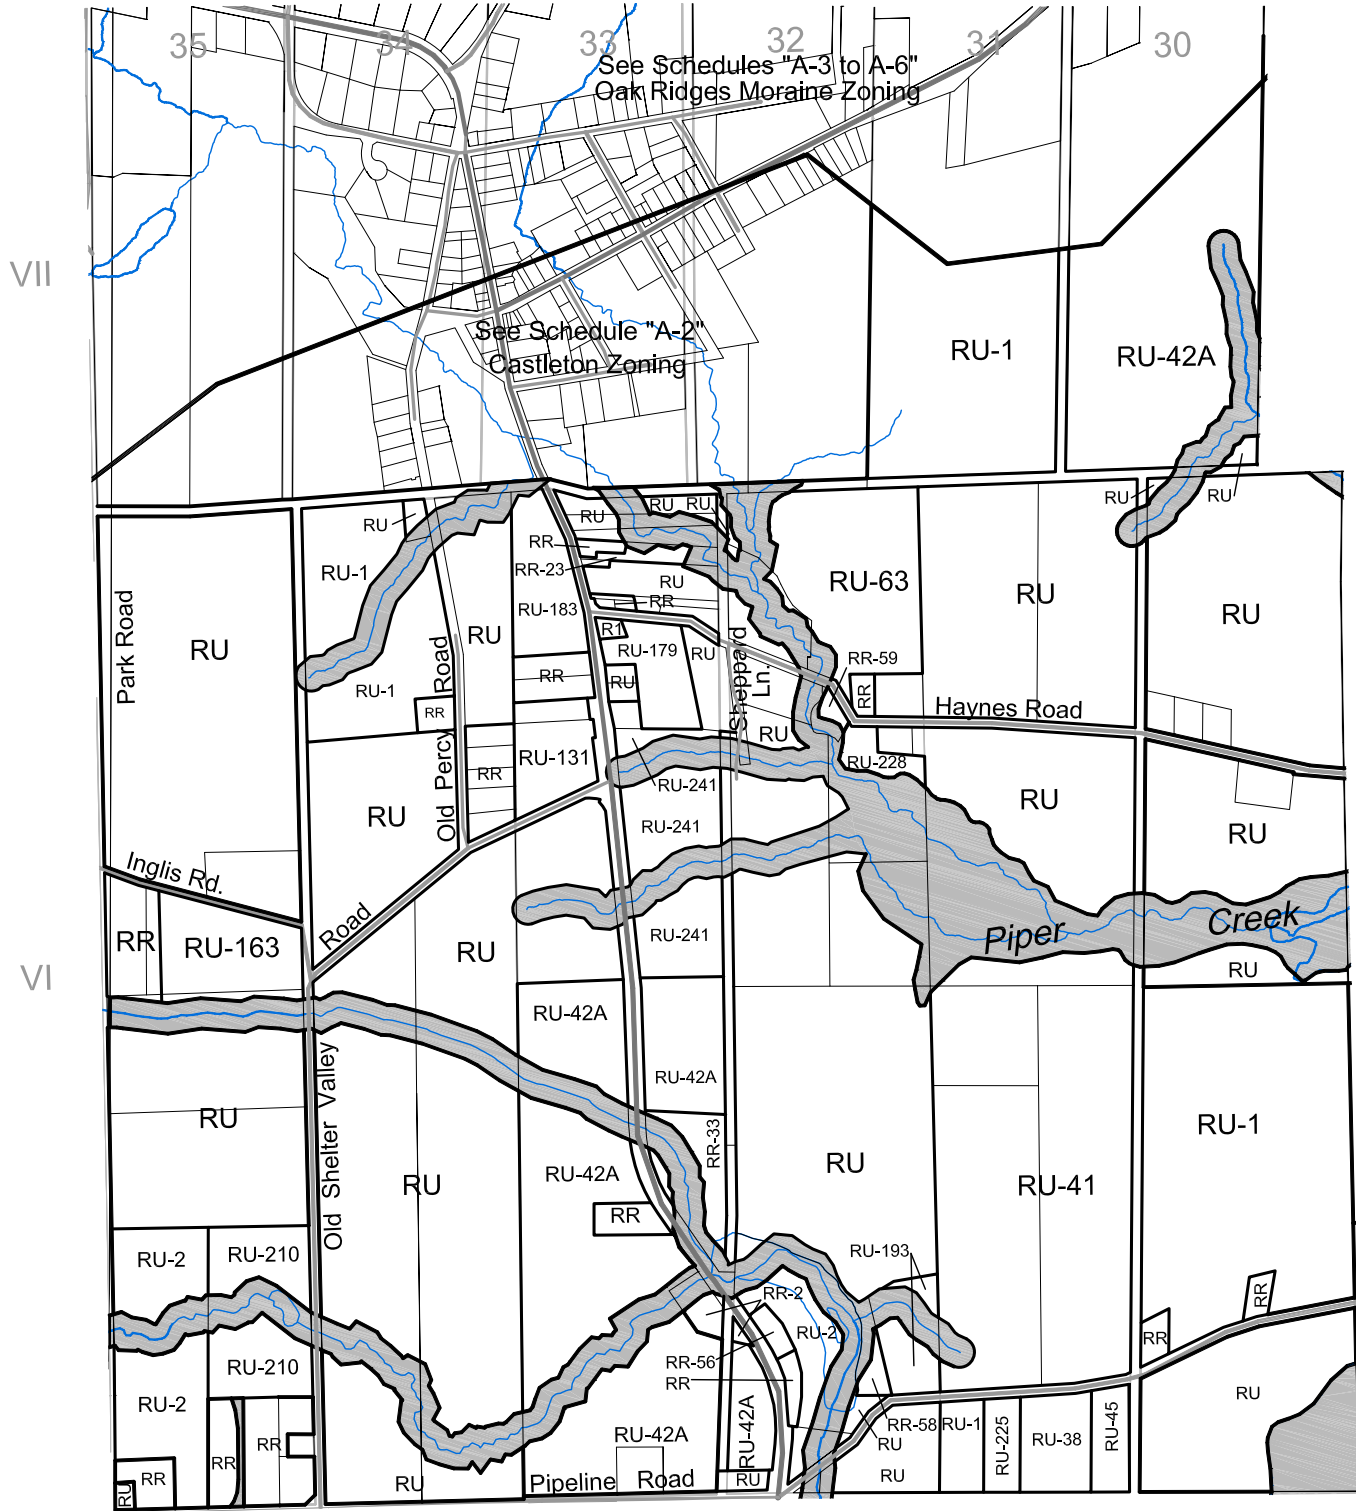 35
34
33
32
31
30
See Schedules "A-3 to A-6"
Oak Ridges Moraine Zoning
VII
See Schedule "A-2"
Castleton Zoning
RU-1
RU-42A
RU
RU
RU
RU
RU
RU
RU
RR
RR-23
RU
RU-1
RU-183
RR
RU-63
RU
RU
Park Road
RU
RU
R1
RU-179
RU
Sheppard
Ln.
RR-59
RR
RU-1
RR
RU
RR
Old Percy Road
Haynes Road
RU
RU-131
RR
RU-241
RU-228
RU
RU
RU-241
RU
Inglis Rd.
Road
RR
RU-163
RU
RU-241
Piper Creek
RU
VI
RU-42A
RU-42A
Old Shelter Valley
RU
RR-33
RU-1
RU
RU-42A
RU
RU-41
RR
RU-2
RU-210
RU-193
RR-2
RR
RU-2
RR
RR-56
RR
RU-210
RU-2
RU-42A
RU-42A
RR-58
RU
RU-1
RU-225
RU-38
RU-45
RU
RR
RR
RR
RU
RU
Pipeline Road
RU
RU